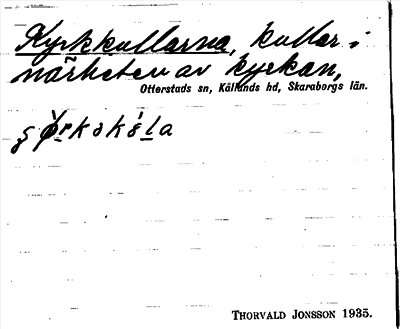 Kyrkkullarna, kullar i
närheten av kyrkan,
Otterstads sn, Kållands hd, Skaraborgs län.
THORVALD JONSSON 1935.